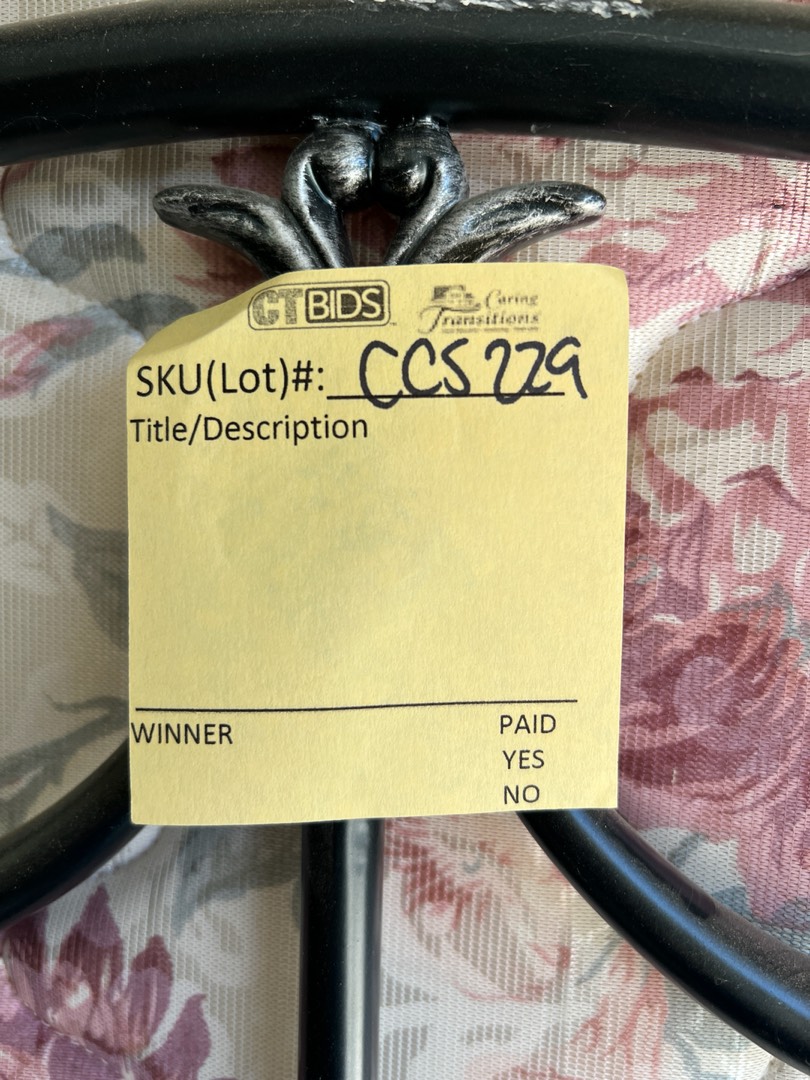 CTBIDS Caring Transitions
SKU(Lot)#: CCS229
Title/Description
WINNER PAID
YES
NO